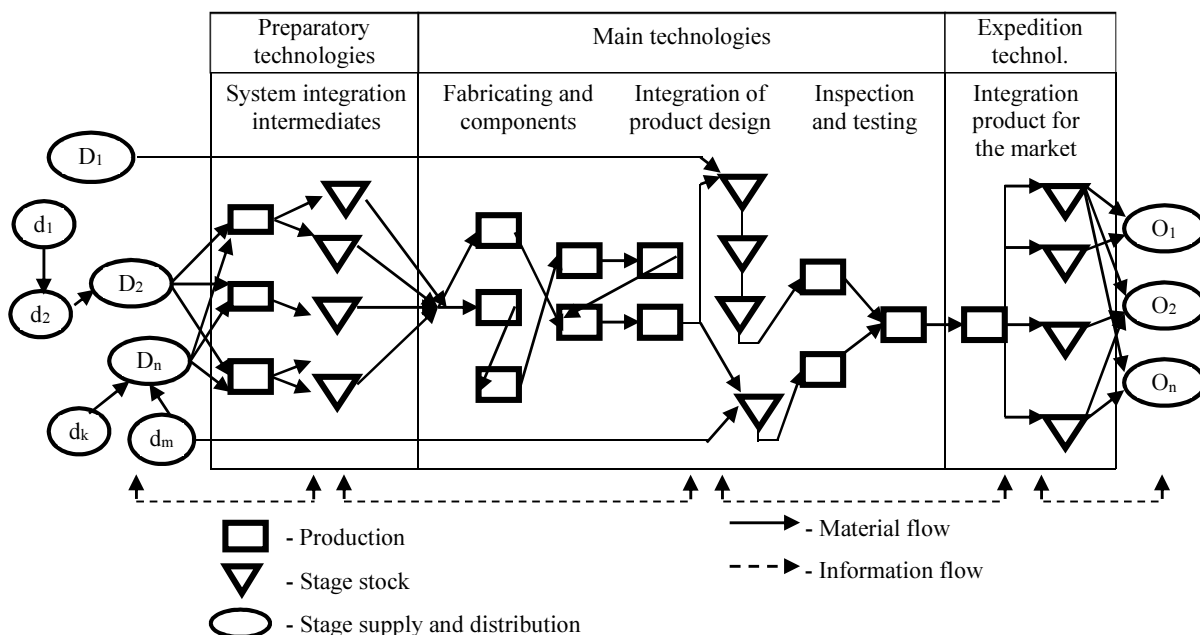 Preparatory
technologies
Main technologies
Expedition
technol.
System integration
intermediates
Fabricating and
components
Integration of
product design
Inspection
and testing
Integration
product for
the market
D1
d1
D2
d2
Dn
dk
dm
O1
O2
On
- Production
- Stage stock
- Stage supply and distribution
- Material flow
- Information flow